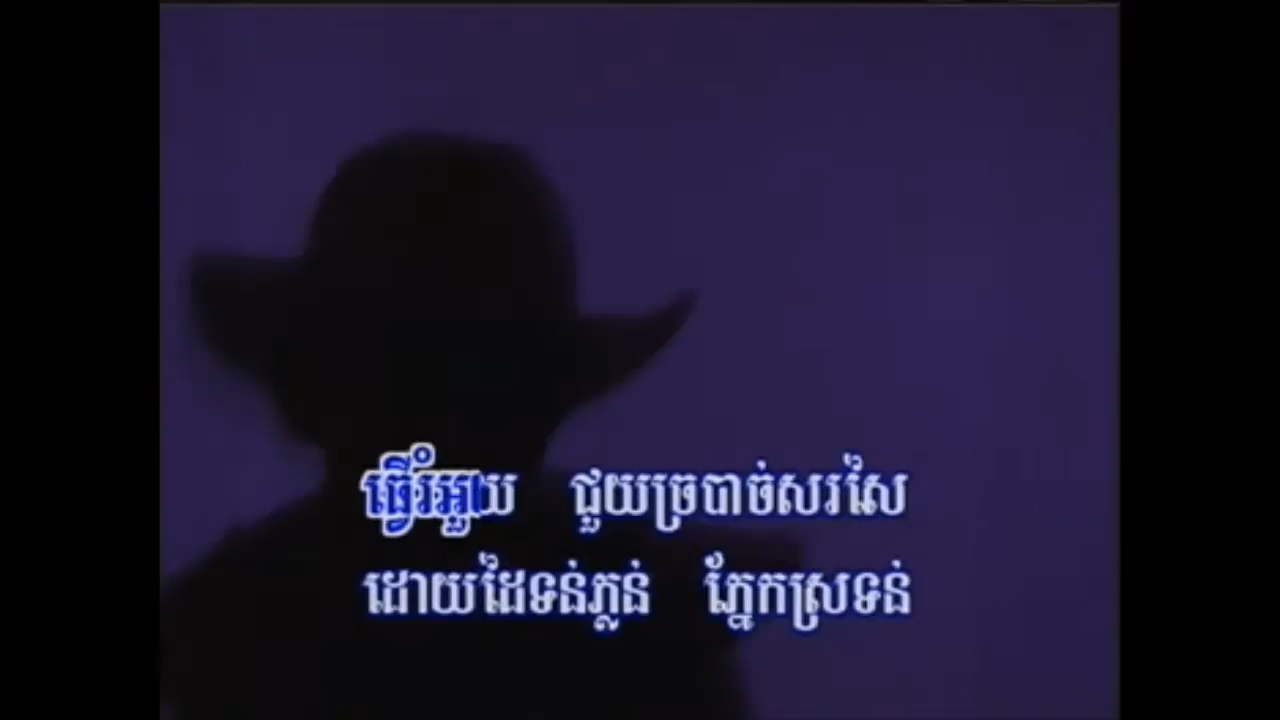 ធ្វើរំអួយ ជួយច្របាច់សរសៃ
ដោយដៃទន់ភ្លន់ ភ្នែកស្រទន់